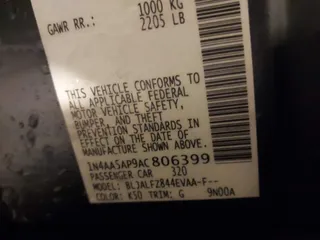 GAWR RR.: 1000 KG
2205 LB
THIS VEHICLE CONFORMS TO
ALL APPLICABLE FEDERAL
MOTOR VEHICLE SAFETY,
BUMPER, AND THEFT
PREVENTION STANDARDS IN
EFFECT ON THE DATE OF
MANUFACTURE SHOWN ABOVE.
1N4AA5AP9AC806399
PASSENGER CAR 320
MODEL: BLJALFZ844EVAA-F--
COLOR: K50 TRIM: G 9N00A